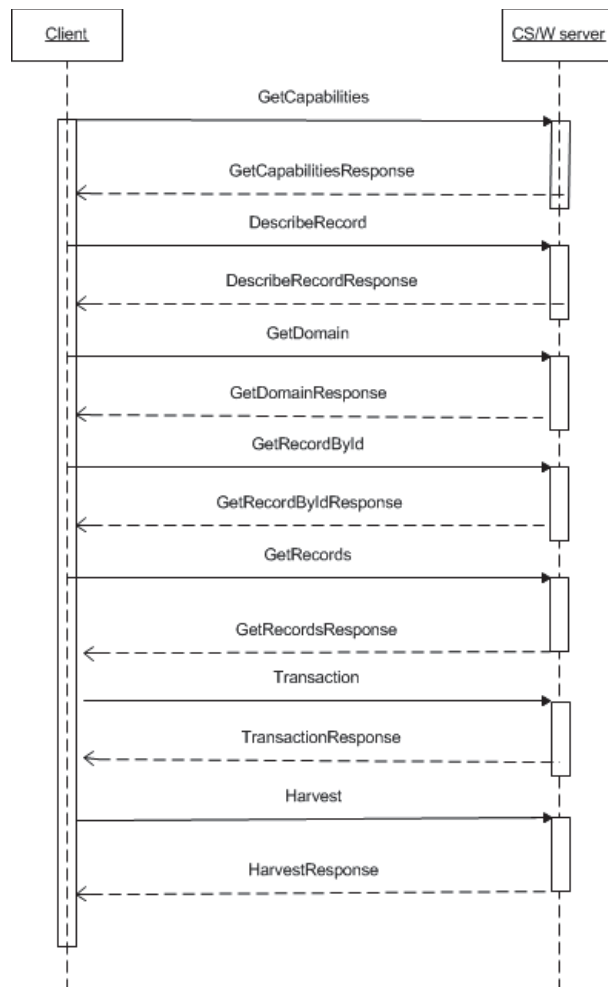 Client
CS/W server
GetCapabilities
GetCapabilitiesResponse
DescribeRecord
DescribeRecordResponse
GetDomain
GetDomainResponse
GetRecordById
GetRecordByIdResponse
GetRecords
GetRecordsResponse
Transaction
TransactionResponse
Harvest
HarvestResponse